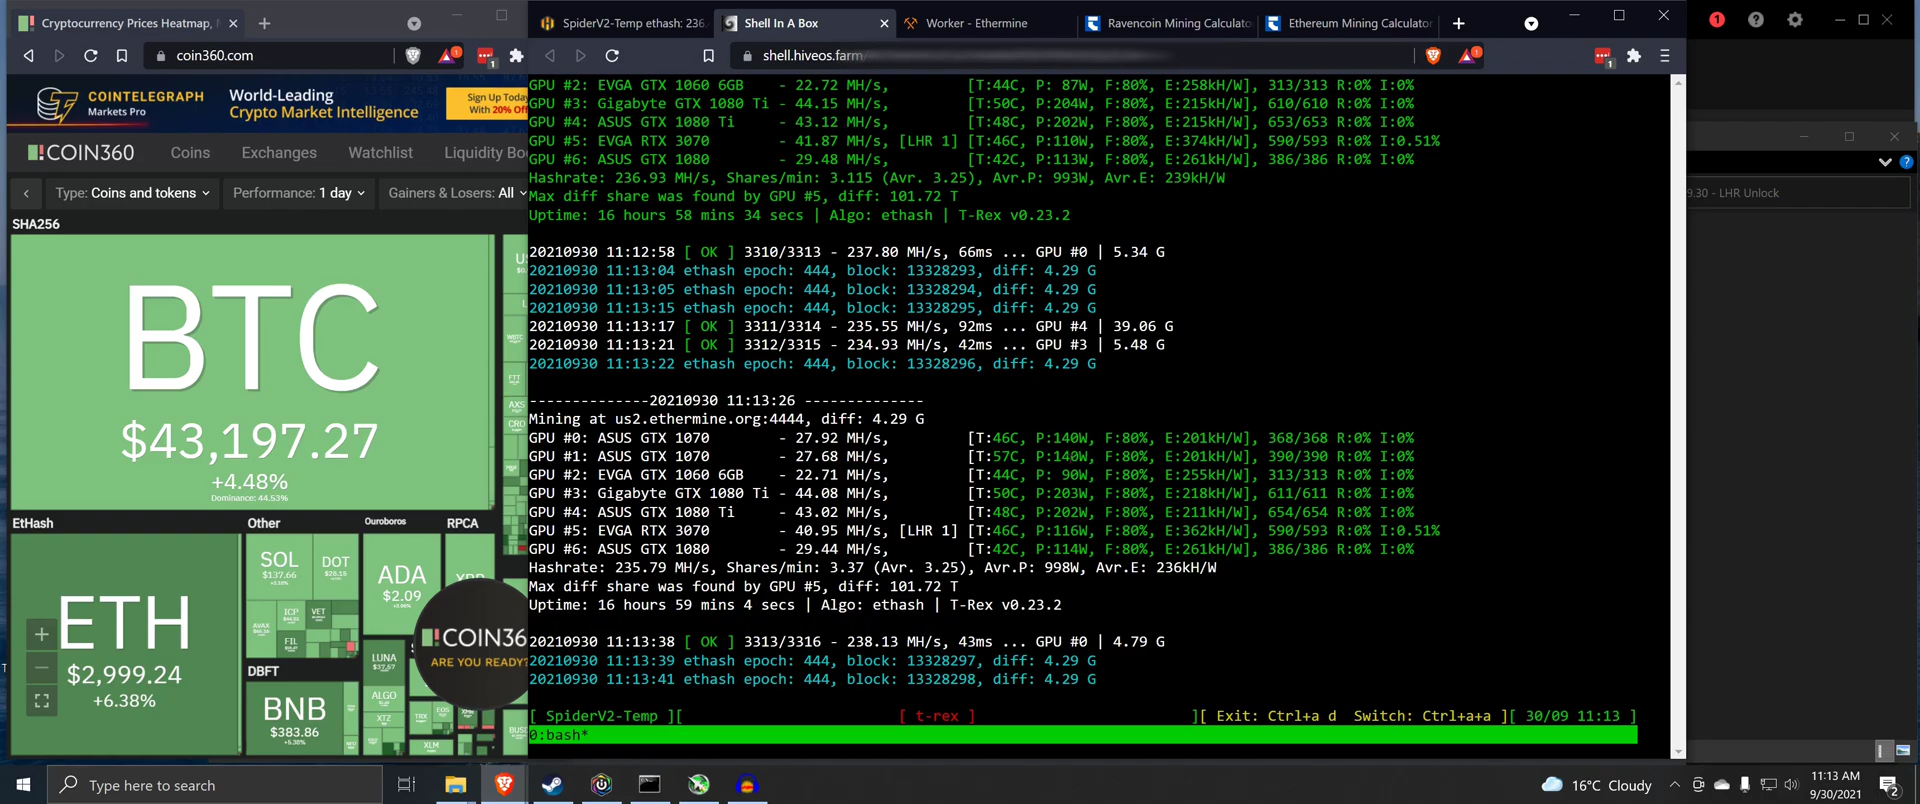 Cryptocurrency Prices Heatmap,
coin360.com
COINTELEGRAPH
Markets Pro
World-Leading
Crypto Market Intelligence
Sign Up Today
With 20% Off
COIN360
Coins
Exchanges
Watchlist
Liquidity Bo
Type: Coins and tokens
Performance: 1 day
Gainers & Losers: All
SHA256
BTC
$43,197.27
+4.48%
Dominance: 44.53%
EtHash
Other
Ouroboros
RPCA
ETH
$2,999.24
+6.38%
SOL
$137.66
DOT
$28.15
ADA
$2.09
ICP
VET
AVAX
FIL
DBFT
BNB
$383.86
+5.30%
LUNA
$37.57
ALGO
XTZ
TRX
EOS
XLM
WBTC
FTT
AXS
CRO
BUSD
COIN360
ARE YOU READY?
SpiderV2-Temp ethash: 236.
Shell In A Box
Worker - Ethermine
Ravencoin Mining Calculato
Ethereum Mining Calculator
shell.hiveos.farm
GPU #2: EVGA GTX 1060 6GB - 22.72 MH/s, [T:44C, P: 87W, F:80%, E:258kH/W], 313/313 R:0% I:0%
GPU #3: Gigabyte GTX 1080 Ti - 44.15 MH/s, [T:50C, P:204W, F:80%, E:215kH/W], 610/610 R:0% I:0%
GPU #4: ASUS GTX 1080 Ti - 43.12 MH/s, [T:48C, P:202W, F:80%, E:215kH/W], 653/653 R:0% I:0%
GPU #5: EVGA RTX 3070 - 41.87 MH/s, [LHR 1] [T:46C, P:110W, F:80%, E:374kH/W], 590/593 R:0% I:0.51%
GPU #6: ASUS GTX 1080 - 29.48 MH/s, [T:42C, P:113W, F:80%, E:261kH/W], 386/386 R:0% I:0%
Hashrate: 236.93 MH/s, Shares/min: 3.115 (Avr. 3.25), Avr.P: 993W, Avr.E: 239kH/W
Max diff share was found by GPU #5, diff: 101.72 T
Uptime: 16 hours 58 mins 34 secs | Algo: ethash | T-Rex v0.23.2
20210930 11:12:58 [ OK ] 3310/3313 - 237.80 MH/s, 66ms ... GPU #0 | 5.34 G
20210930 11:13:04 ethash epoch: 444, block: 13328293, diff: 4.29 G
20210930 11:13:05 ethash epoch: 444, block: 13328294, diff: 4.29 G
20210930 11:13:15 ethash epoch: 444, block: 13328295, diff: 4.29 G
20210930 11:13:17 [ OK ] 3311/3314 - 235.55 MH/s, 92ms ... GPU #4 | 39.06 G
20210930 11:13:21 [ OK ] 3312/3315 - 234.93 MH/s, 42ms ... GPU #3 | 5.48 G
20210930 11:13:22 ethash epoch: 444, block: 13328296, diff: 4.29 G
--------------20210930 11:13:26 --------------
Mining at us2.ethermine.org:4444, diff: 4.29 G
GPU #0: ASUS GTX 1070 - 27.92 MH/s, [T:46C, P:140W, F:80%, E:201kH/W], 368/368 R:0% I:0%
GPU #1: ASUS GTX 1070 - 27.68 MH/s, [T:57C, P:140W, F:80%, E:201kH/W], 390/390 R:0% I:0%
GPU #2: EVGA GTX 1060 6GB - 22.71 MH/s, [T:44C, P: 90W, F:80%, E:255kH/W], 313/313 R:0% I:0%
GPU #3: Gigabyte GTX 1080 Ti - 44.08 MH/s, [T:50C, P:203W, F:80%, E:218kH/W], 611/611 R:0% I:0%
GPU #4: ASUS GTX 1080 Ti - 43.02 MH/s, [T:48C, P:202W, F:80%, E:211kH/W], 654/654 R:0% I:0%
GPU #5: EVGA RTX 3070 - 40.95 MH/s, [LHR 1] [T:46C, P:116W, F:80%, E:362kH/W], 590/593 R:0% I:0.51%
GPU #6: ASUS GTX 1080 - 29.44 MH/s, [T:42C, P:114W, F:80%, E:261kH/W], 386/386 R:0% I:0%
Hashrate: 235.79 MH/s, Shares/min: 3.37 (Avr. 3.25), Avr.P: 998W, Avr.E: 236kH/W
Max diff share was found by GPU #5, diff: 101.72 T
Uptime: 16 hours 59 mins 4 secs | Algo: ethash | T-Rex v0.23.2
20210930 11:13:38 [ OK ] 3313/3316 - 238.13 MH/s, 43ms ... GPU #0 | 4.79 G
20210930 11:13:39 ethash epoch: 444, block: 13328297, diff: 4.29 G
20210930 11:13:41 ethash epoch: 444, block: 13328298, diff: 4.29 G
[ SpiderV2-Temp ][ [ t-rex ] ][ Exit: Ctrl+a d Switch: Ctrl+a+a ][ 30/09 11:13 ]
0:bash*
9.30 - LHR Unlock
Type here to search
16°C Cloudy
11:13 AM
9/30/2021
2